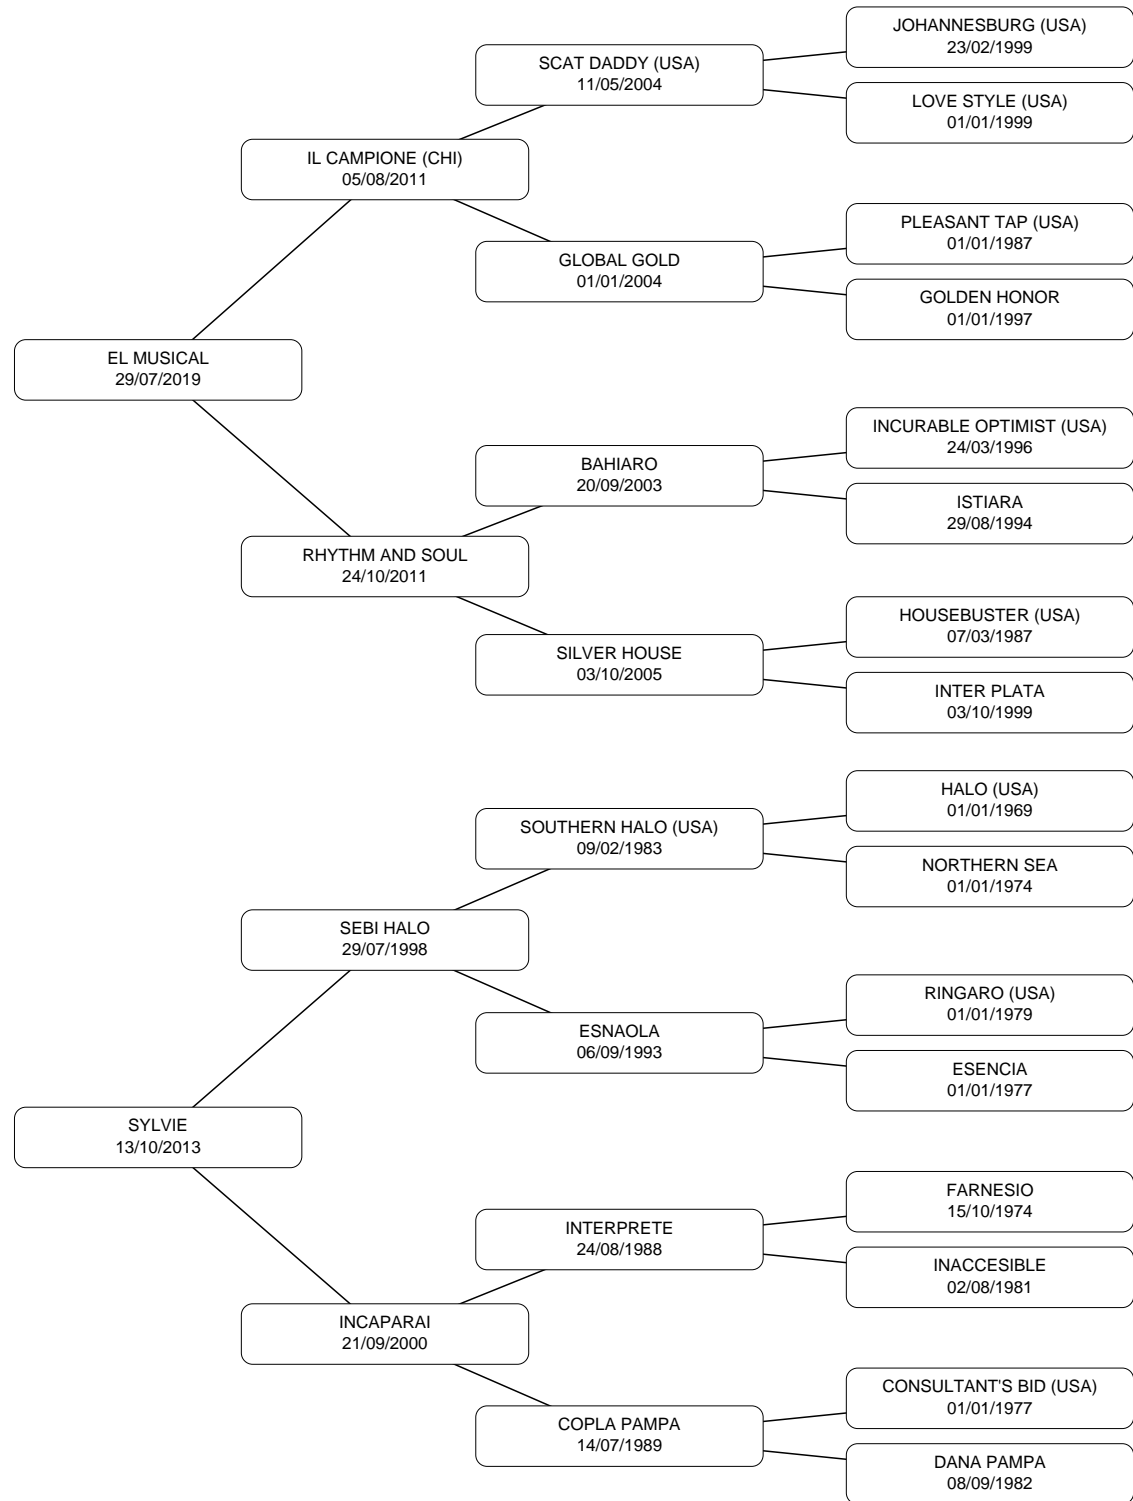 JOHANNESBURG (USA)
23/02/1999
SCAT DADDY (USA)
11/05/2004
LOVE STYLE (USA)
01/01/1999
IL CAMPIONE (CHI)
05/08/2011
PLEASANT TAP (USA)
01/01/1987
GLOBAL GOLD
01/01/2004
GOLDEN HONOR
01/01/1997
EL MUSICAL
29/07/2019
INCURABLE OPTIMIST (USA)
24/03/1996
BAHIARO
20/09/2003
ISTIARA
29/08/1994
RHYTHM AND SOUL
24/10/2011
HOUSEBUSTER (USA)
07/03/1987
SILVER HOUSE
03/10/2005
INTER PLATA
03/10/1999
HALO (USA)
01/01/1969
SOUTHERN HALO (USA)
09/02/1983
NORTHERN SEA
01/01/1974
SEBI HALO
29/07/1998
RINGARO (USA)
01/01/1979
ESNAOLA
06/09/1993
ESENCIA
01/01/1977
SYLVIE
13/10/2013
FARNESIO
15/10/1974
INTERPRETE
24/08/1988
INACCESIBLE
02/08/1981
INCAPARAI
21/09/2000
CONSULTANT'S BID (USA)
01/01/1977
COPLA PAMPA
14/07/1989
DANA PAMPA
08/09/1982